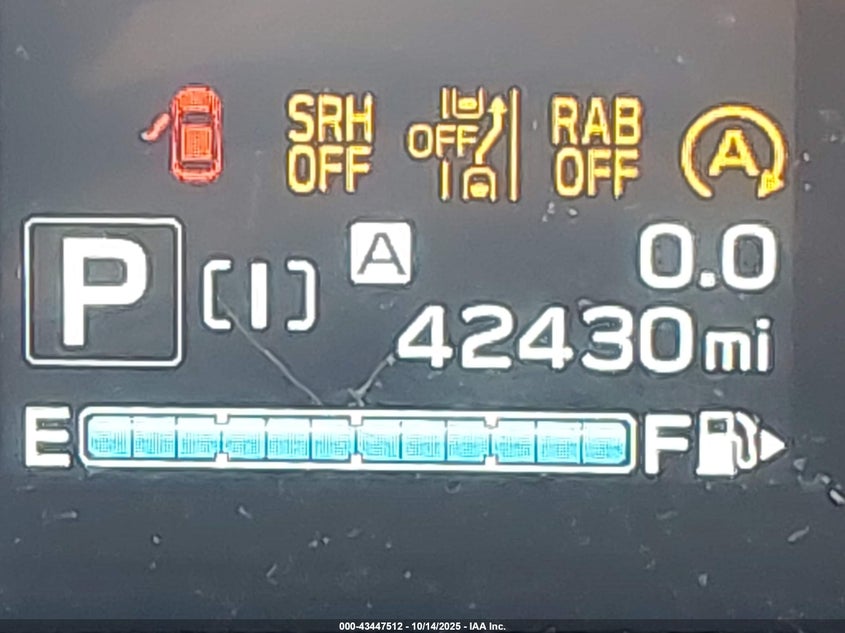 SRH
OFF
OFF
RAB
OFF
A
P
[I]
A
0.0
42430mi
E
F
000-43447512 - 10/14/2025 - IAA Inc.